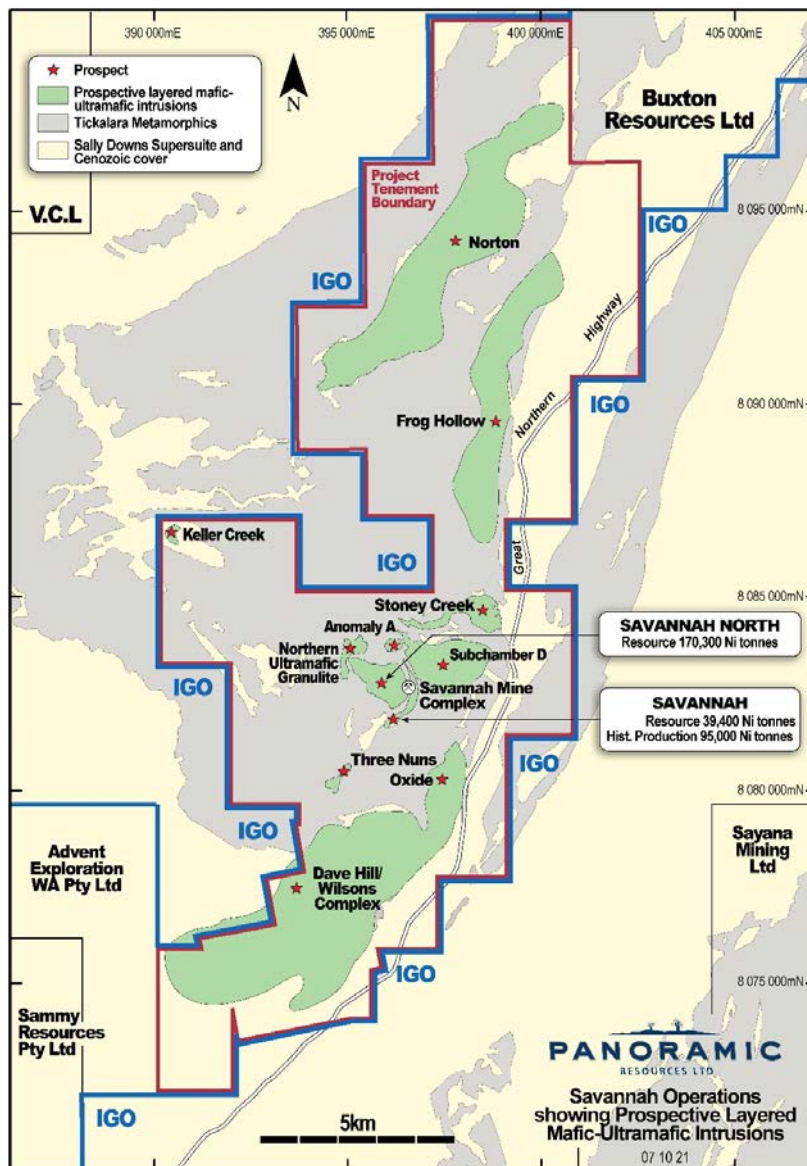 390 000mE
395 000mE
400 000mE
405 000mE
Prospect
Prospective layered mafic-
ultramafic intrusions
Tickalara Metamorphics
Sally Downs Supersuite and
Cenozoic cover
N
Buxton
Resources Ltd
V.C.L
Project
Tenement
Boundary
8 095 000mN
IGO
Norton
IGO
Highway
Northern
Great
IGO
Frog Hollow
8 090 000mN
Keller Creek
IGO
8 085 000mN
Stoney Creek
Anomaly A
Northern
Ultramafic
Granulite
Subchamber D
Savannah Mine
Complex
SAVANNAH NORTH
Resource 170,300 Ni tonnes
SAVANNAH
Resource 39,400 Ni tonnes
Hist. Production 95,000 Ni tonnes
IGO
IGO
Three Nuns
Oxide
8 080 000mN
IGO
Advent
Exploration
WA Pty Ltd
Sayana
Mining
Ltd
Dave Hill/
Wilsons
Complex
8 075 000mN
IGO
Sammy
Resources
Pty Ltd
IGO
5km
PANORAMIC
RESOURCES LTD
Savannah Operations
showing Prospective Layered
Mafic-Ultramafic Intrusions
07 10 21